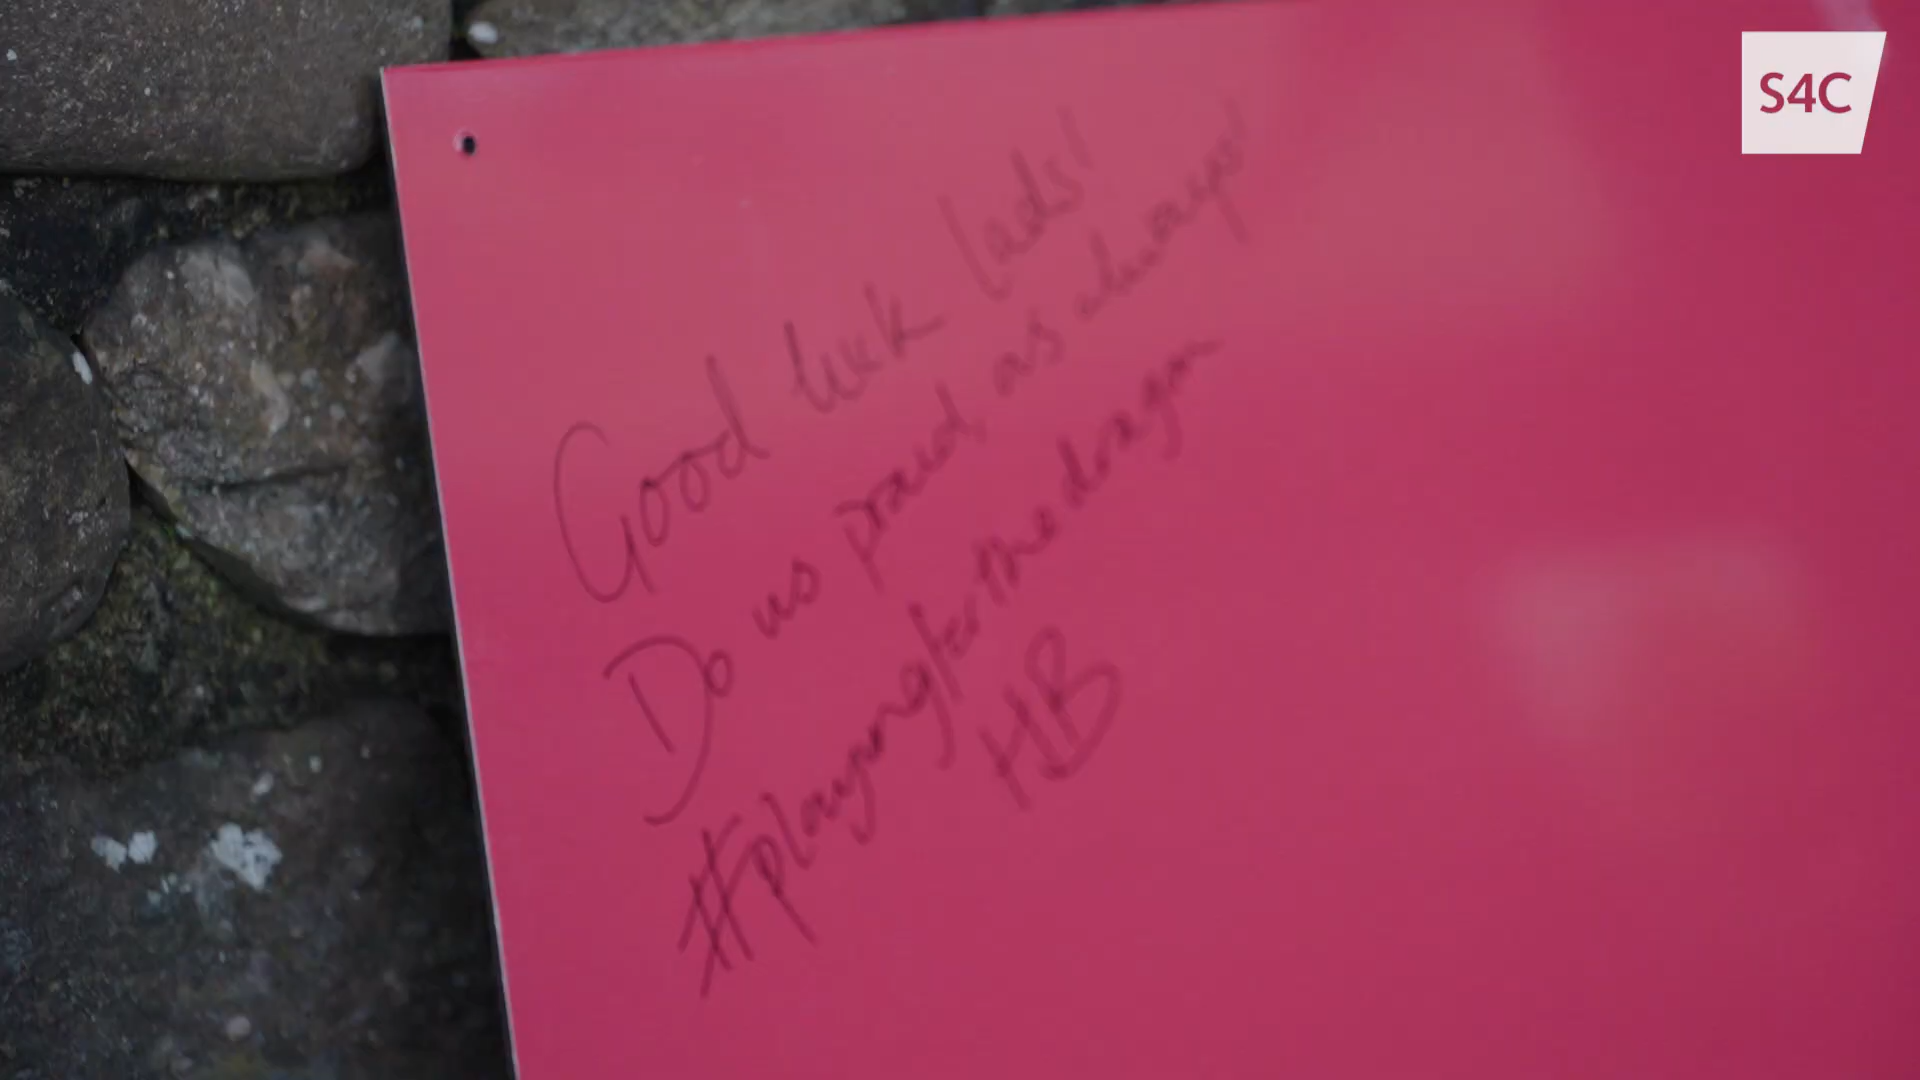 S4C
Good luck lads!
Do us proud, as always!
#playingforthedragon
HB